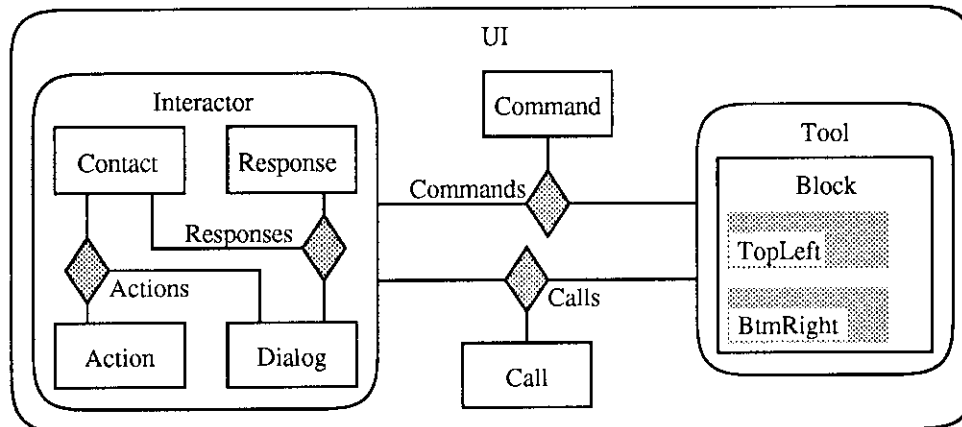 UI
Interactor
Command
Tool
Contact
Response
Commands
Block
Responses
TopLeft
Actions
Calls
BtmRight
Action
Dialog
Call